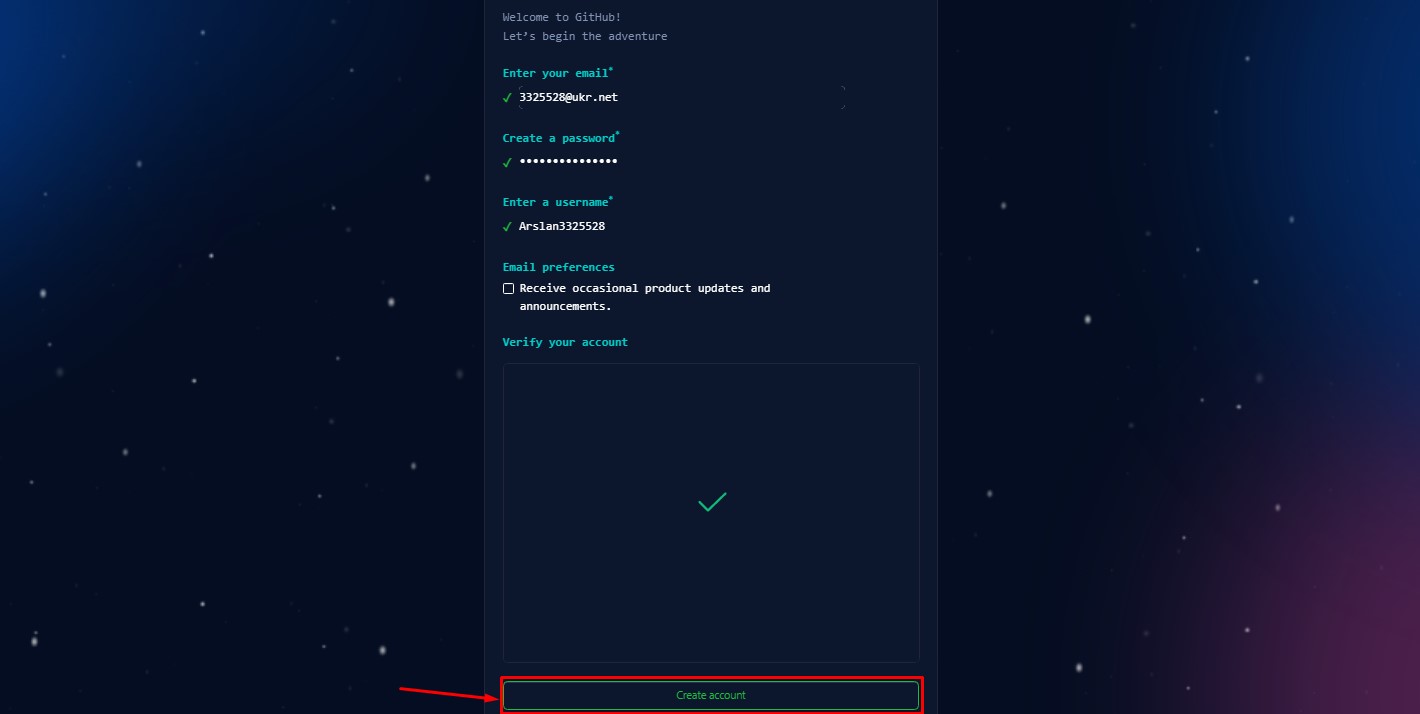 Welcome to GitHub!
Let’s begin the adventure
Enter your email*
✓ 3325528@ukr.net
Create a password*
✓ •••••••••••••••
Enter a username*
✓ Arslan3325528
Email preferences
Receive occasional product updates and
announcements.
Verify your account
Create account